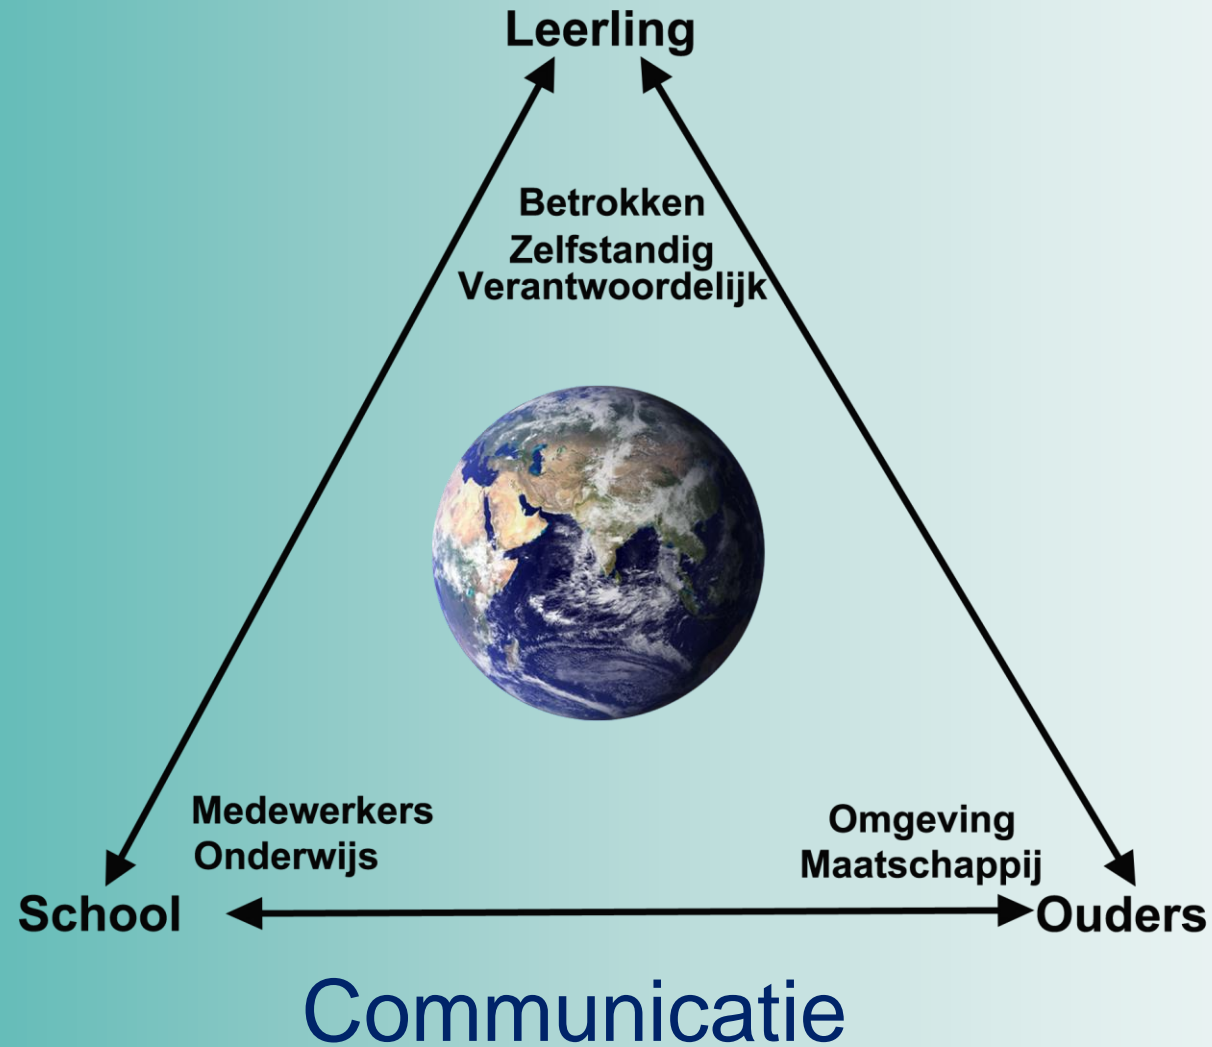 Leerling
Betrokken
Zelfstandig
Verantwoordelijk
Medewerkers
Onderwijs
Omgeving
Maatschappij
School
Ouders
Communicatie